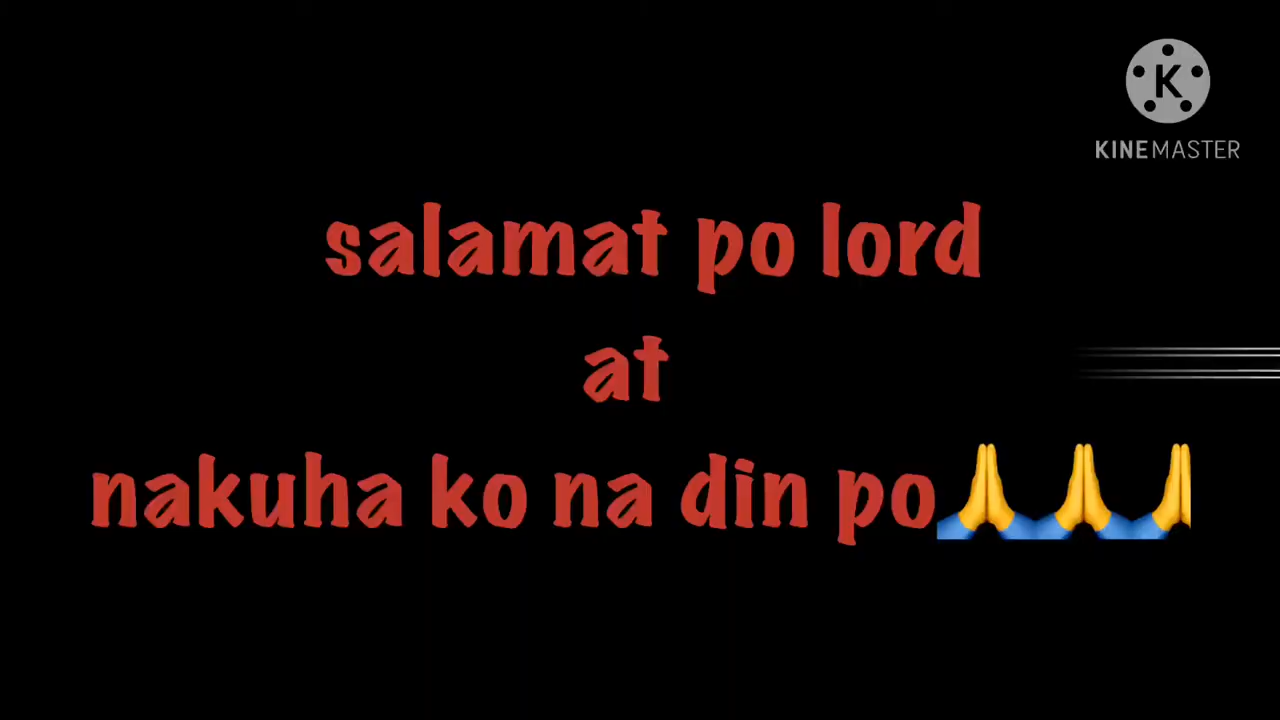 K
KINEMASTER
salamat po lord
at
nakuha ko na din po🙏🙏🙏